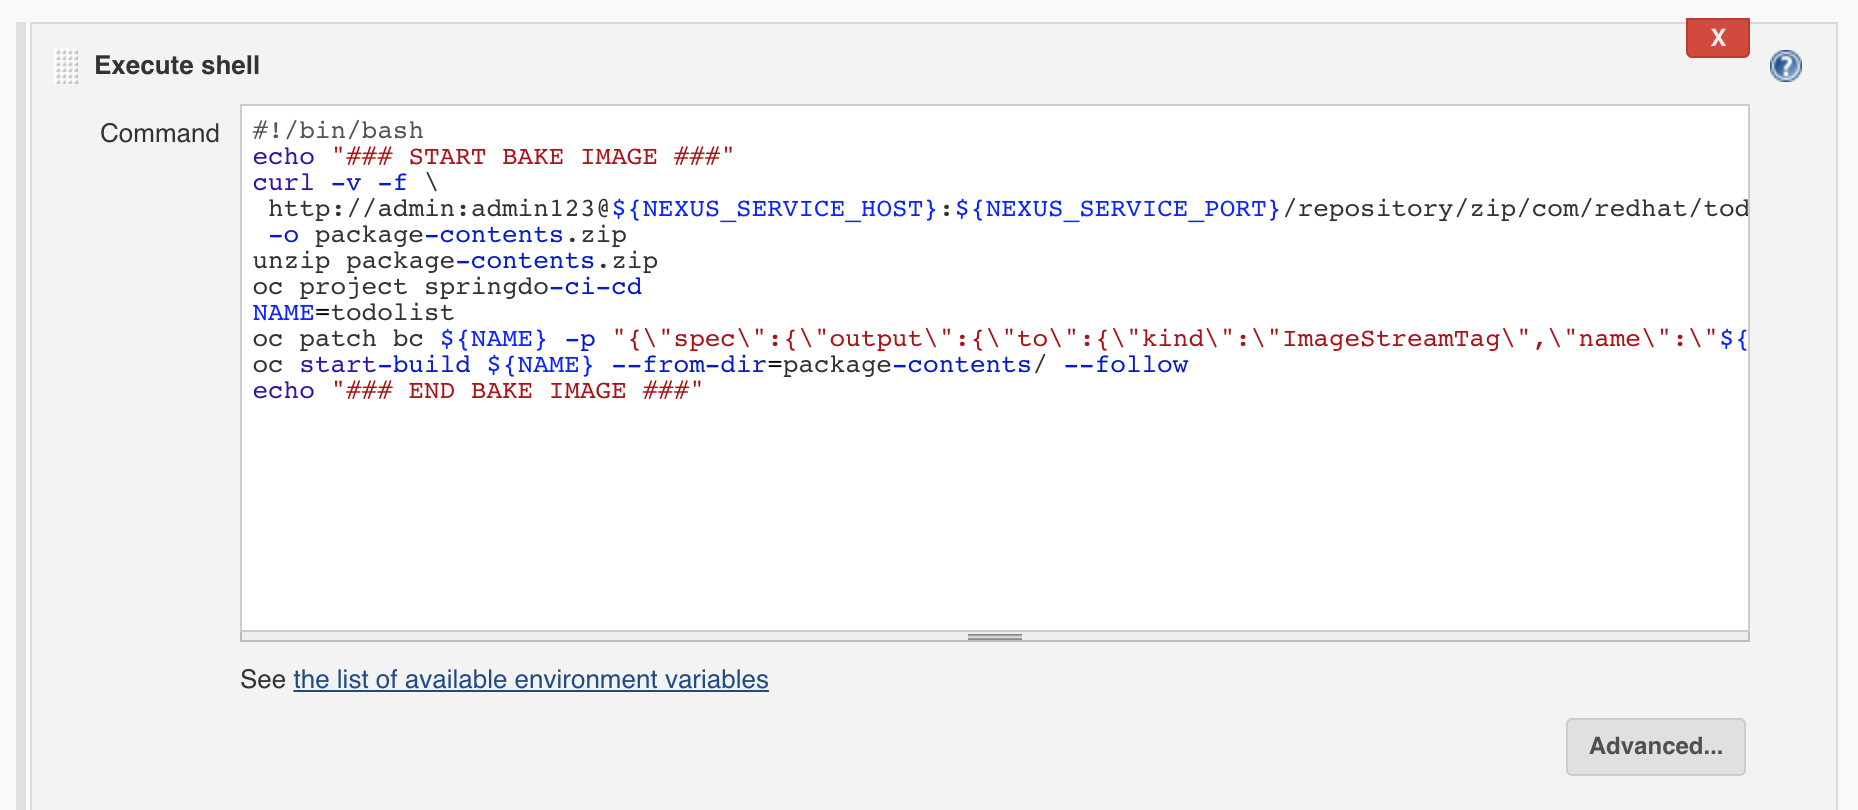 X
Execute shell
?
Command
#!/bin/bash
echo "### START BAKE IMAGE ###"
curl -v -f \
http://admin:admin123@${NEXUS_SERVICE_HOST}:${NEXUS_SERVICE_PORT}/repository/zip/com/redhat/tod
-o package-contents.zip
unzip package-contents.zip
oc project springdo-ci-cd
NAME=todolist
oc patch bc ${NAME} -p "{\"spec\":{\"output\":{\"to\":{\"kind\":\"ImageStreamTag\",\"name\":\"${
oc start-build ${NAME} --from-dir=package-contents/ --follow
echo "### END BAKE IMAGE ###"
See the list of available environment variables
Advanced...